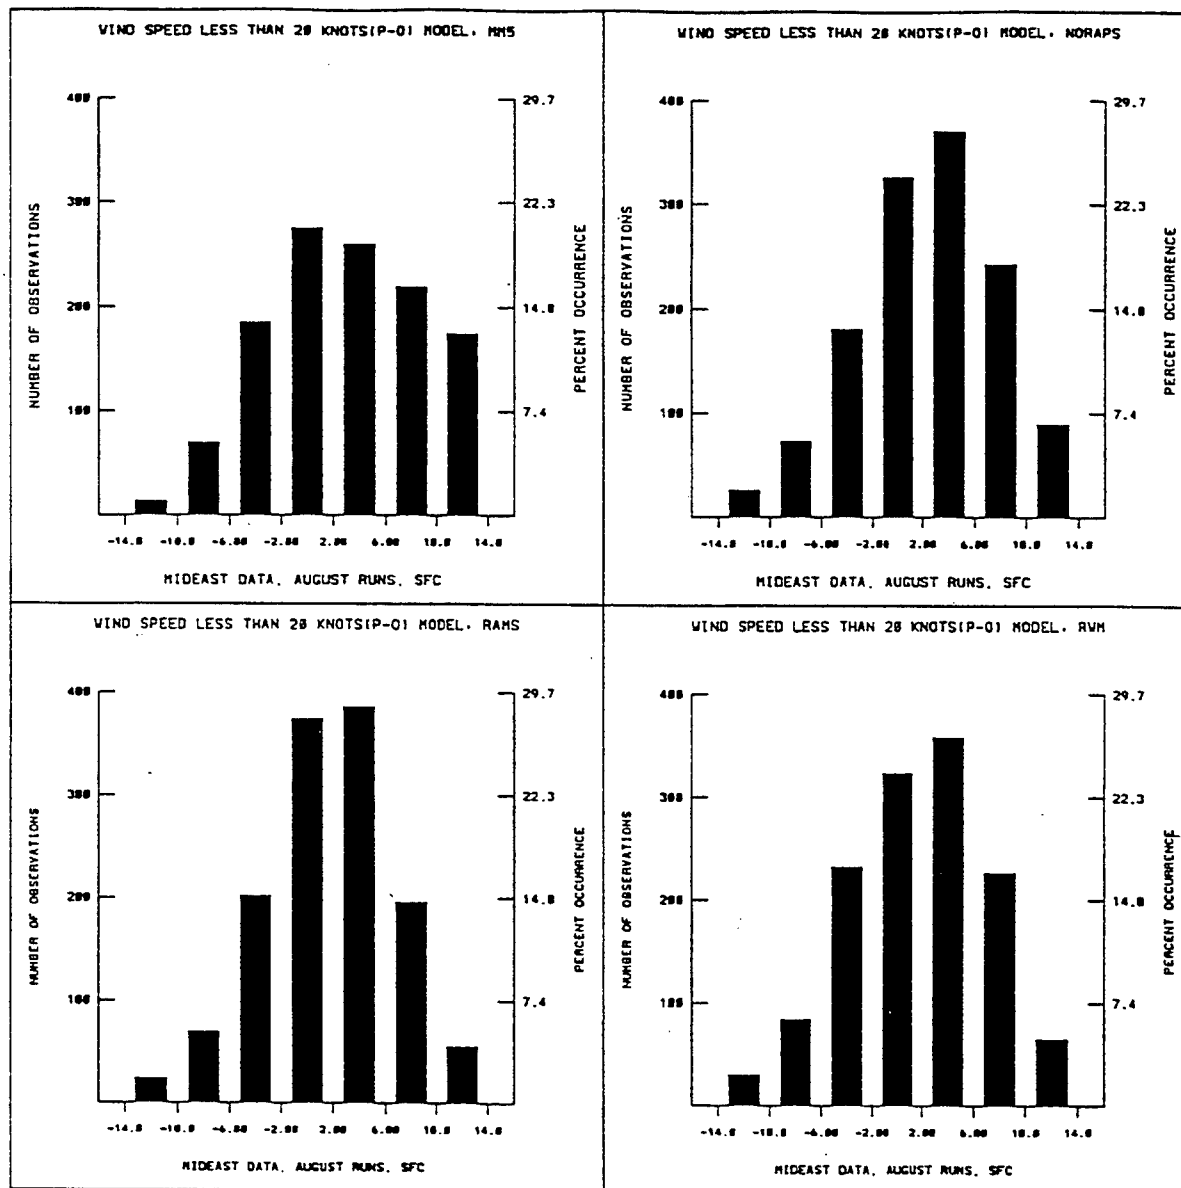 WIND SPEED LESS THAN 20 KNOTS(P-O) MODEL, MM5
400
300
200
100
29.7
22.3
14.8
7.4
NUMBER OF OBSERVATIONS
PERCENT OCCURRENCE
-14.0 -10.0 -6.00 -2.00 2.00 6.00 10.0 14.0
MIDEAST DATA, AUGUST RUNS, SFC
WIND SPEED LESS THAN 20 KNOTS(P-O) MODEL, NORAPS
400
300
200
100
29.7
22.3
14.8
7.4
NUMBER OF OBSERVATIONS
PERCENT OCCURRENCE
-14.0 -10.0 -6.00 -2.00 2.00 6.00 10.0 14.0
MIDEAST DATA, AUGUST RUNS, SFC
WIND SPEED LESS THAN 20 KNOTS(P-O) MODEL, RAMS
400
300
200
100
29.7
22.3
14.8
7.4
NUMBER OF OBSERVATIONS
PERCENT OCCURRENCE
-14.0 -10.0 -6.00 -2.00 2.00 6.00 10.0 14.0
MIDEAST DATA, AUGUST RUNS, SFC
WIND SPEED LESS THAN 20 KNOTS(P-O) MODEL, RWM
400
300
200
100
29.7
22.3
14.8
7.4
NUMBER OF OBSERVATIONS
PERCENT OCCURRENCE
-14.0 -10.0 -6.00 -2.00 2.00 6.00 10.0 14.0
MIDEAST DATA, AUGUST RUNS, SFC